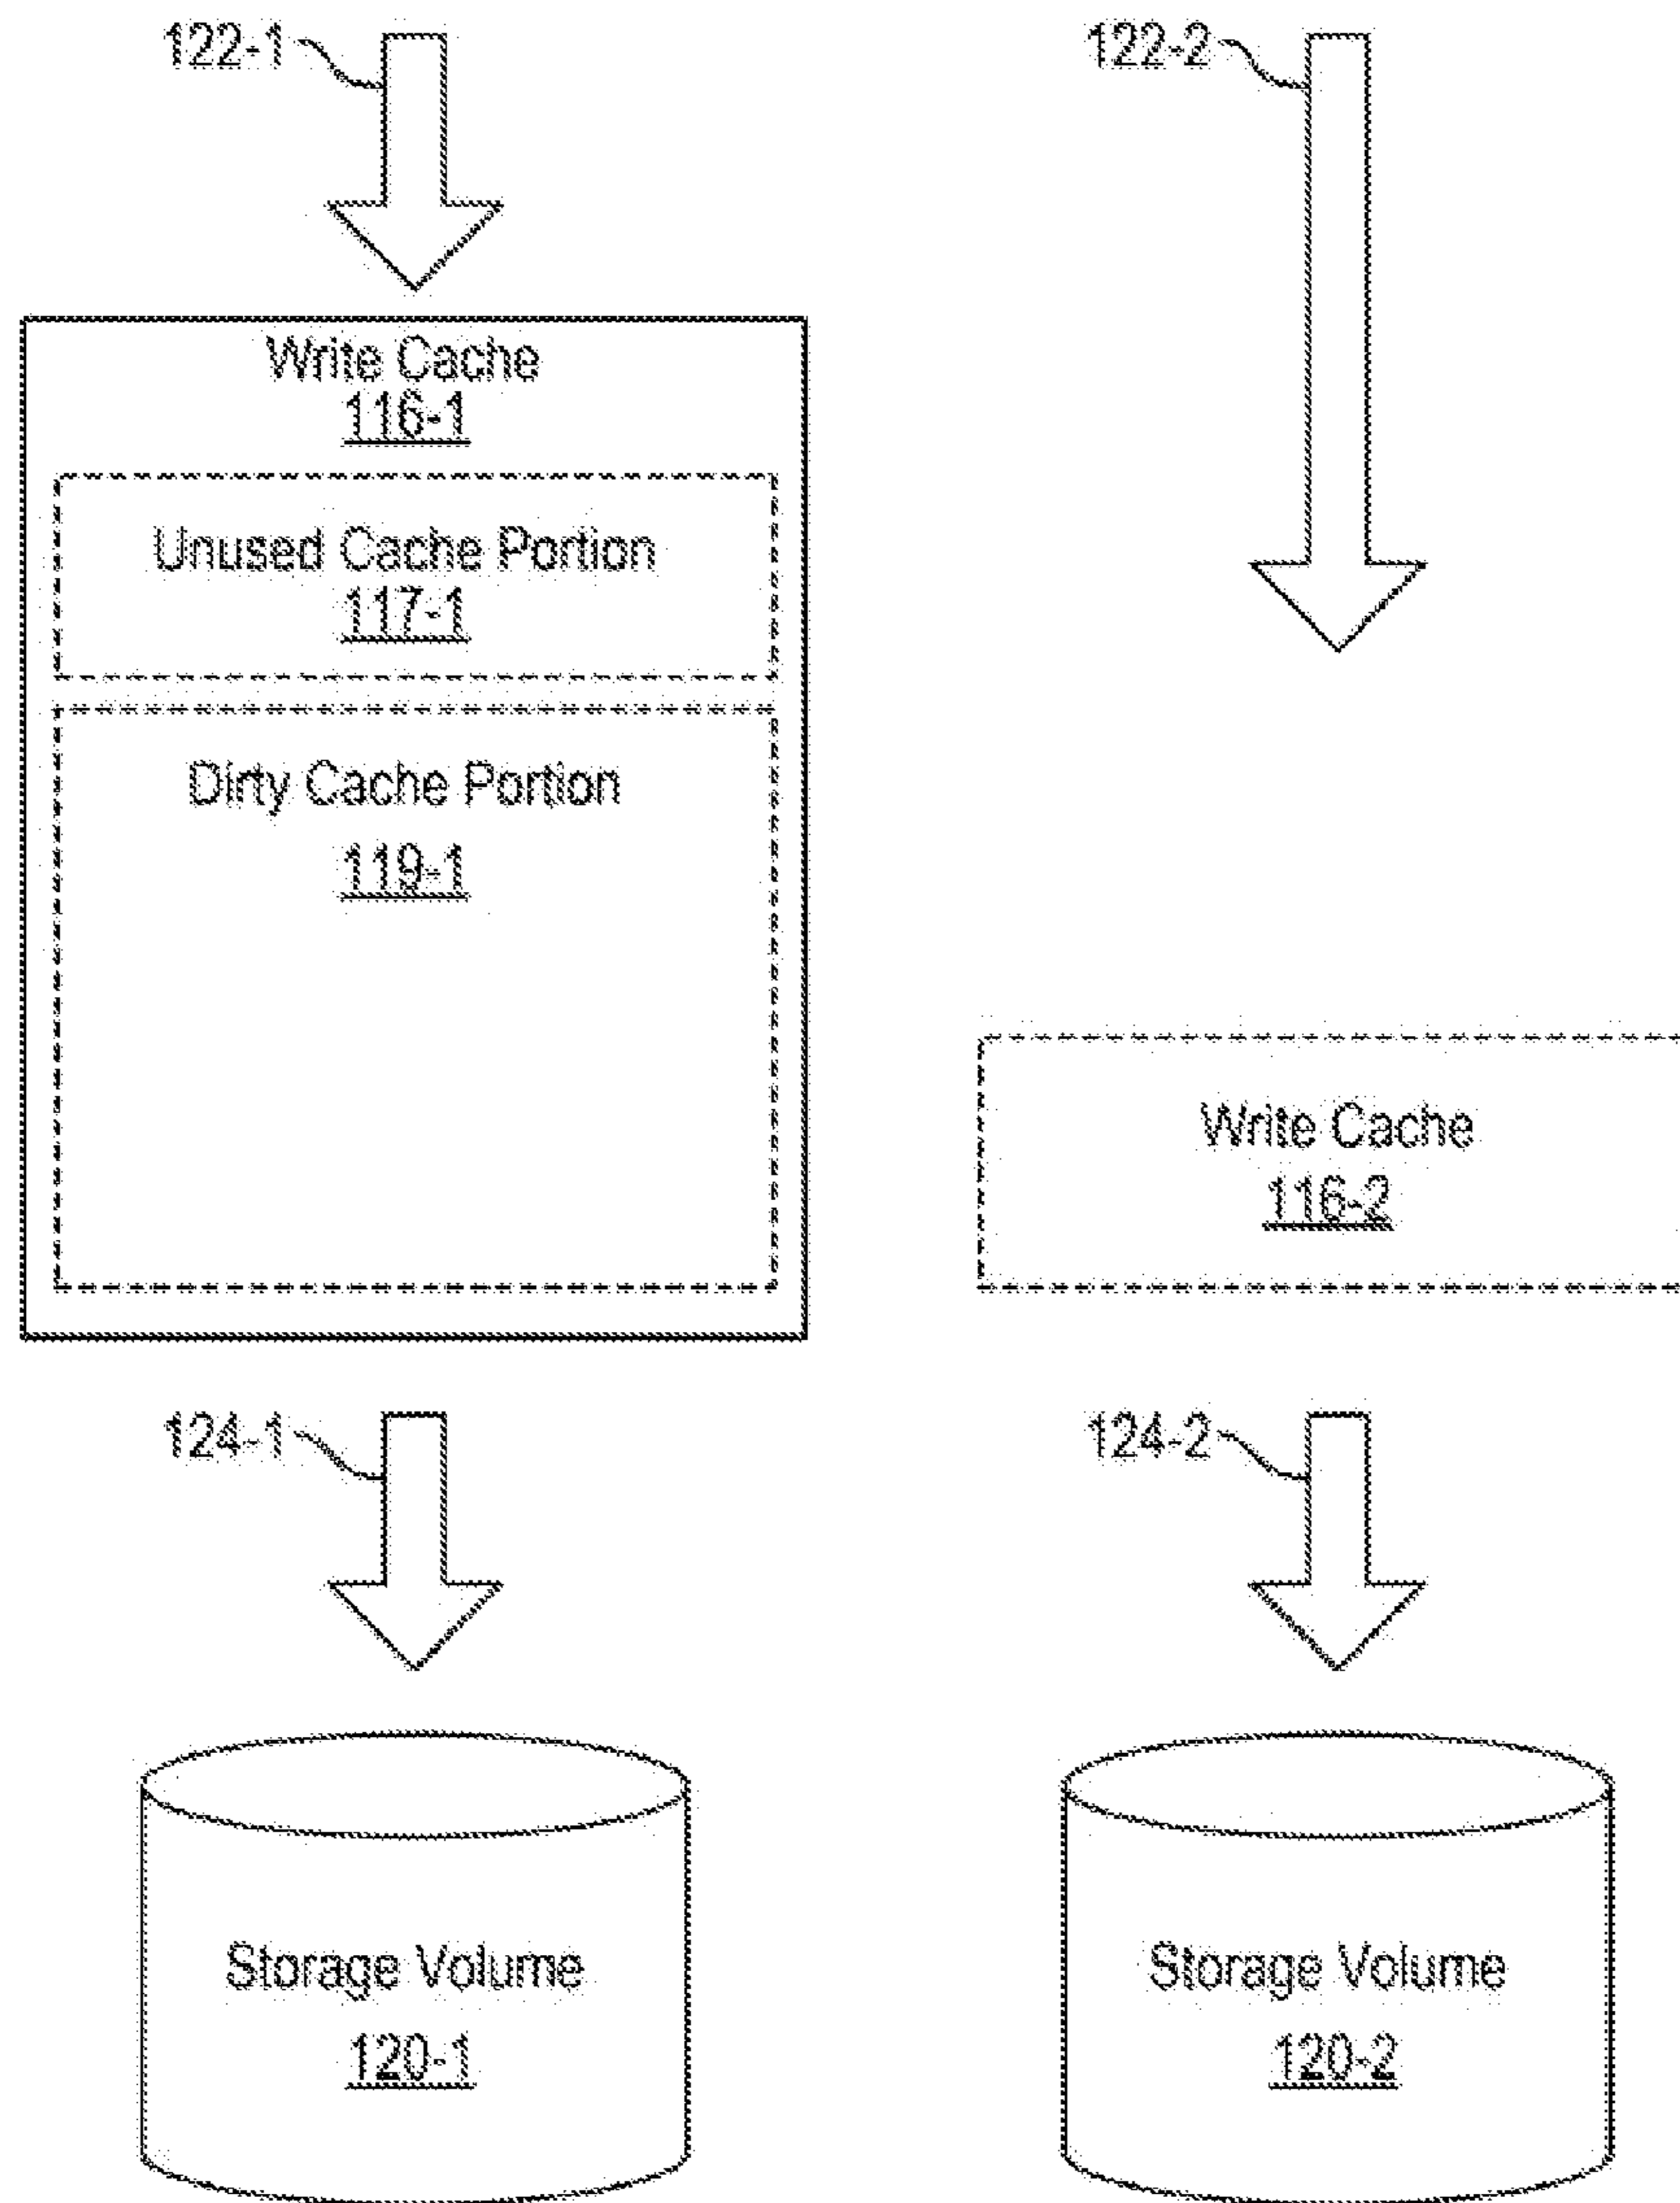 122-1
122-2
Write Cache
116-1
Unused Cache Portion
117-1
Dirty Cache Portion
119-1
Write Cache
116-2
124-1
124-2
Storage Volume
120-1
Storage Volume
120-2